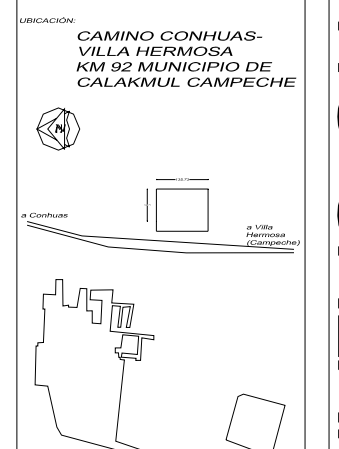 UBICACIÓN:
CAMINO CONHUAS-
VILLA HERMOSA
KM 92 MUNICIPIO DE
CALAKMUL CAMPECHE
N
a Conhuas
a Villa
Hermosa
(Campeche)